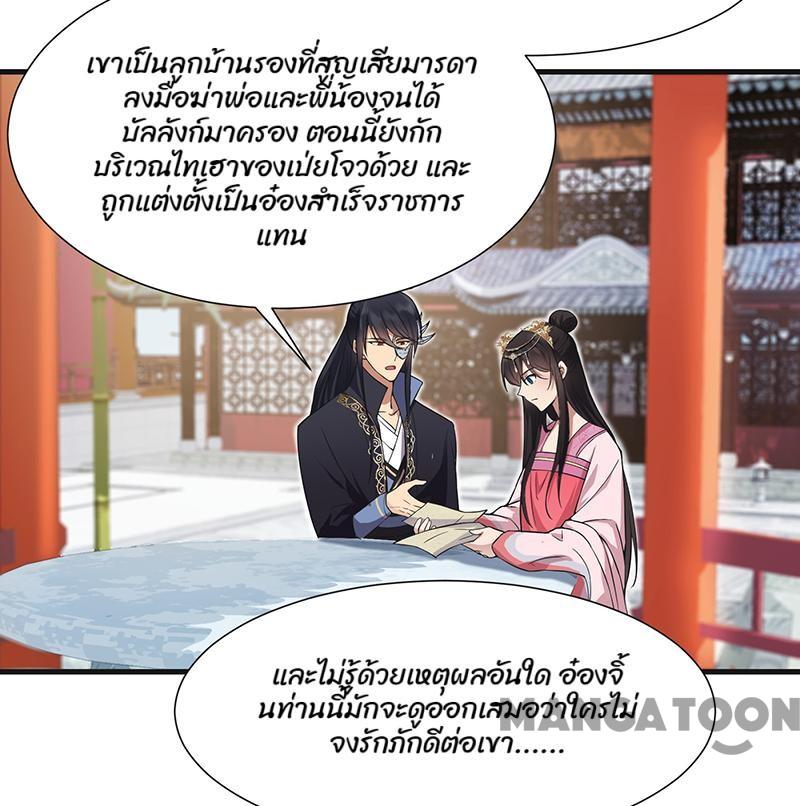 เขาเป็นลูกบ้านรองที่สูญเสียมารดา
ลงมือฆ่าพ่อและพี่น้องจนได้
บัลลังก์มาครอง ตอนนี้ยังกัก
บริเวณไทเฮาของเป่ยโจวด้วย และ
ถูกแต่งตั้งเป็นอ๋องสำเร็จราชการ
แทน
และไม่รู้ด้วยเหตุผลอันใด อ๋องจิ้
นท่านนี้มักจะดูออกเสมอว่าใครไม่
จงรักภักดีต่อเขา......
MANGATOON